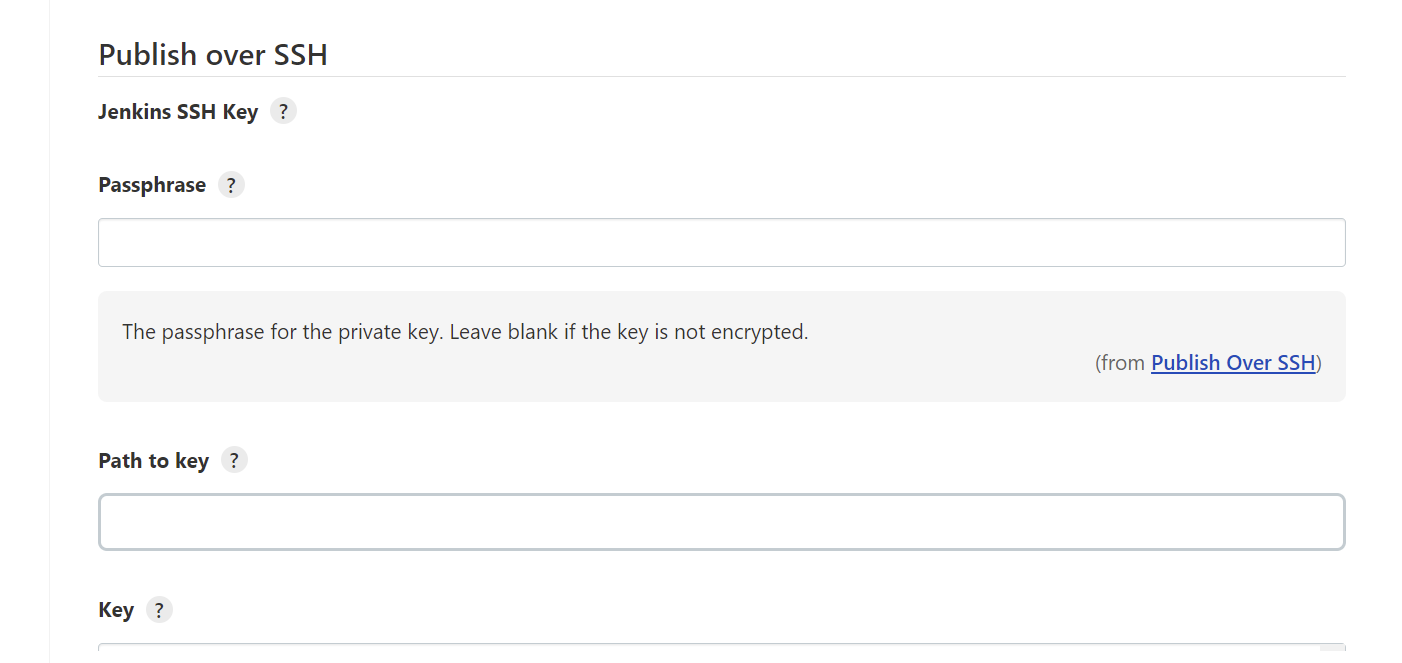 Publish over SSH
Jenkins SSH Key ?
Passphrase ?
The passphrase for the private key. Leave blank if the key is not encrypted.
(from Publish Over SSH)
Path to key ?
Key ?